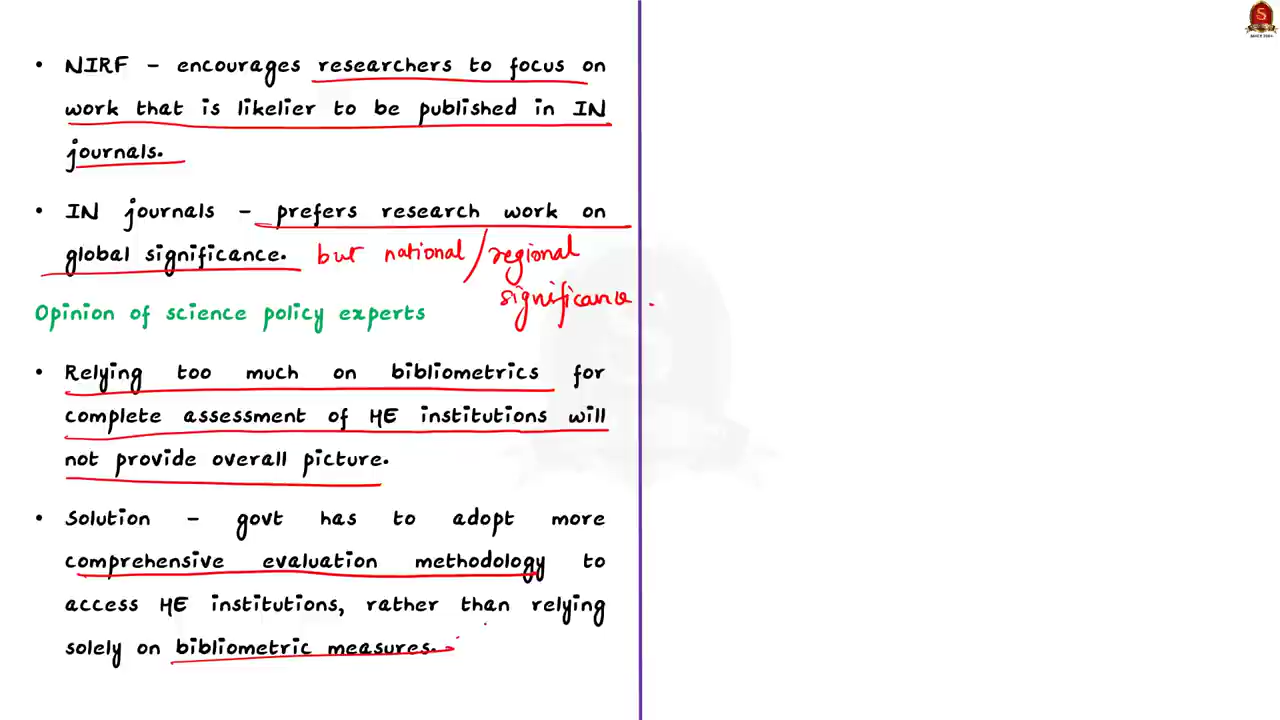 • NIRF – encourages researchers to focus on
work that is likelier to be published in IN
journals.
• IN journals – prefers research work on
global significance. but national / regional
significance.
Opinion of science policy experts
• Relying too much on bibliometrics for
complete assessment of HE institutions will
not provide overall picture.
• Solution – govt has to adopt more
comprehensive evaluation methodology to
access HE institutions, rather than relying
solely on bibliometric measures.